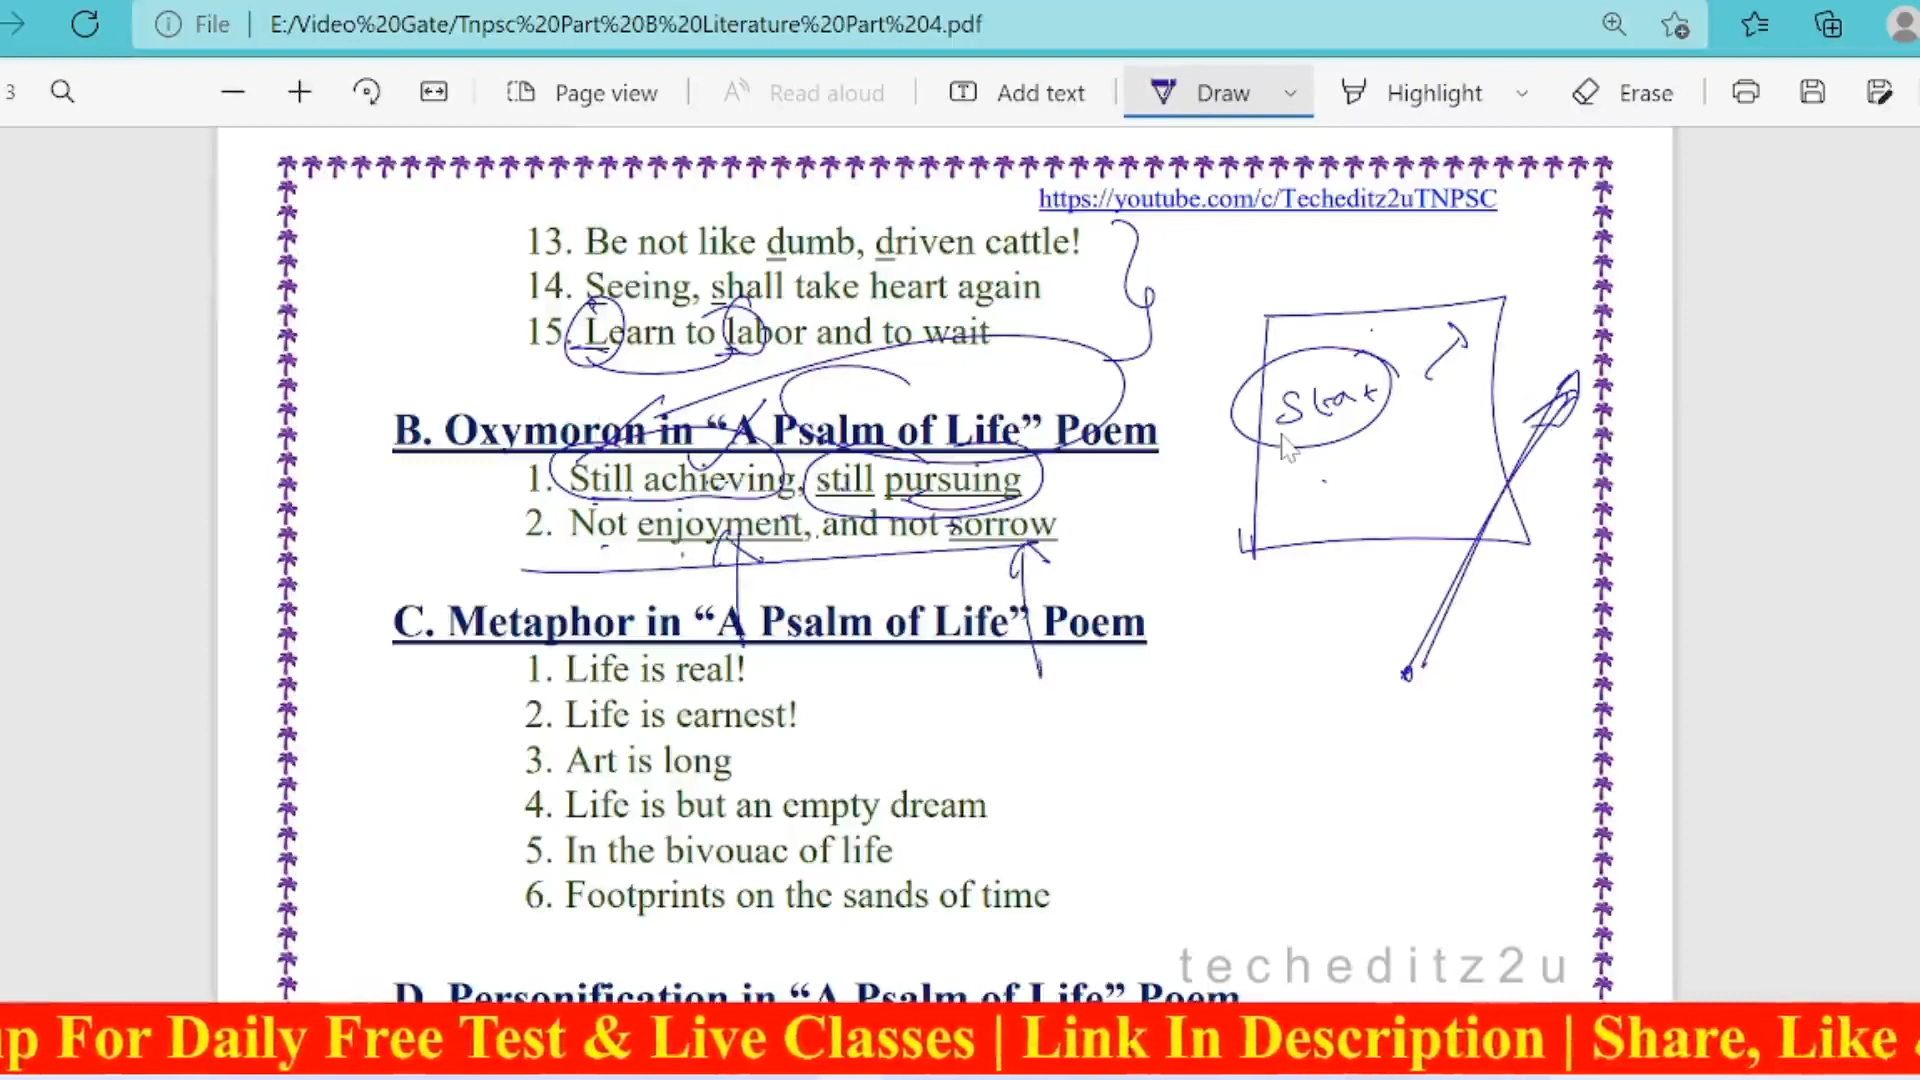 File | E:/Video%20Gate/Tnpsc%20Part%20B%20Literature%20Part%204.pdf
3 Page view Read aloud Add text Draw Highlight Erase
https://youtube.com/c/Techeditz2uTNPSC
13. Be not like dumb, driven cattle!
14. Seeing, shall take heart again
15. Learn to labor and to wait
B. Oxymoron in “A Psalm of Life” Poem
1. Still achieving, still pursuing
2. Not enjoyment, and not sorrow
C. Metaphor in “A Psalm of Life” Poem
1. Life is real!
2. Life is earnest!
3. Art is long
4. Life is but an empty dream
5. In the bivouac of life
6. Footprints on the sands of time
techeditz2u
D. Personification in “A Psalm of Life” Poem
up For Daily Free Test & Live Classes | Link In Description | Share, Like &